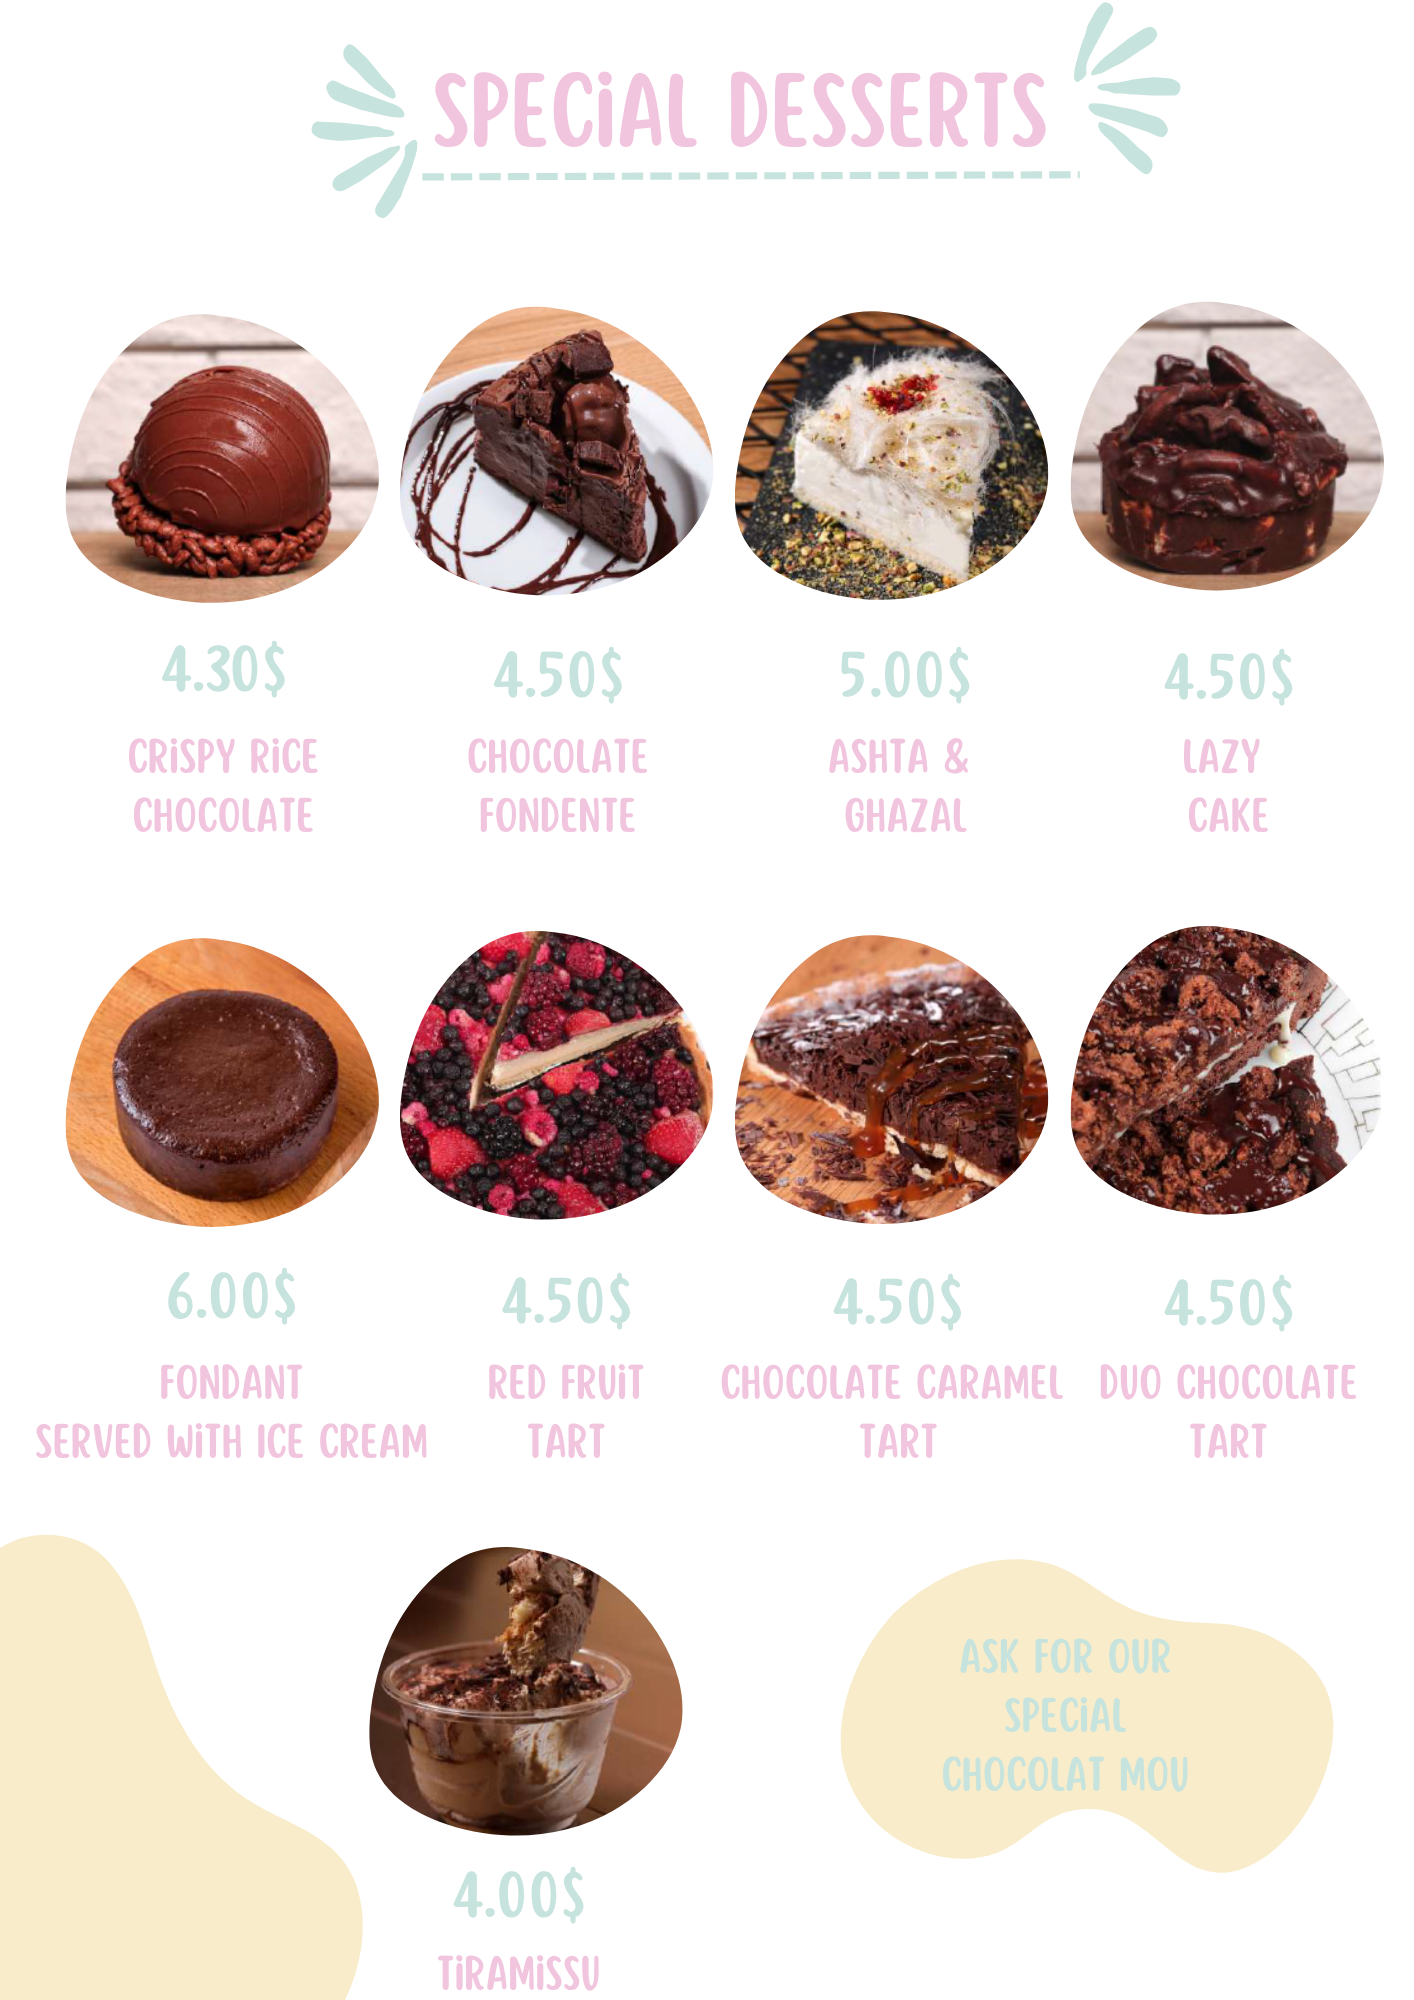 SPECiAL DESSERTS
4.30$
CRiSPY RiCE
CHOCOLATE
4.50$
CHOCOLATE
FONDENTE
5.00$
ASHTA &
GHAZAL
4.50$
LAZY
CAKE
6.00$
FONDANT
SERVED WiTH ICE CREAM
4.50$
RED FRUiT
TART
4.50$
CHOCOLATE CARAMEL
TART
4.50$
DUO CHOCOLATE
TART
4.00$
TiRAMiSSU
ASK FOR OUR
SPECiAL
CHOCOLAT MOU